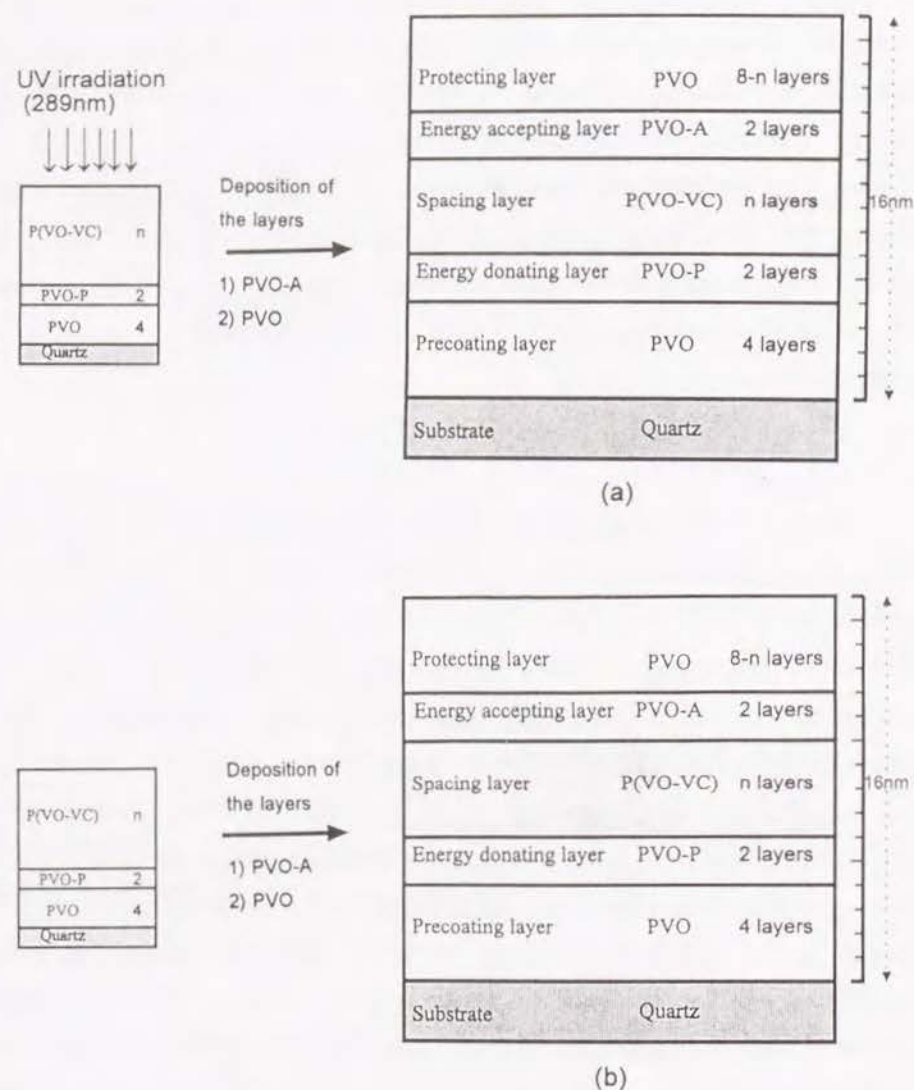 UV irradiation
(289nm)
P(VO-VC) n
PVO-P 2
PVO 4
Quartz
Deposition of
the layers
1) PVO-A
2) PVO
Protecting layer PVO 8-n layers
Energy accepting layer PVO-A 2 layers
Spacing layer P(VO-VC) n layers
Energy donating layer PVO-P 2 layers
Precoating layer PVO 4 layers
Substrate Quartz
16nm
(a)
P(VO-VC) n
PVO-P 2
PVO 4
Quartz
Deposition of
the layers
1) PVO-A
2) PVO
Protecting layer PVO 8-n layers
Energy accepting layer PVO-A 2 layers
Spacing layer P(VO-VC) n layers
Energy donating layer PVO-P 2 layers
Precoating layer PVO 4 layers
Substrate Quartz
16nm
(b)